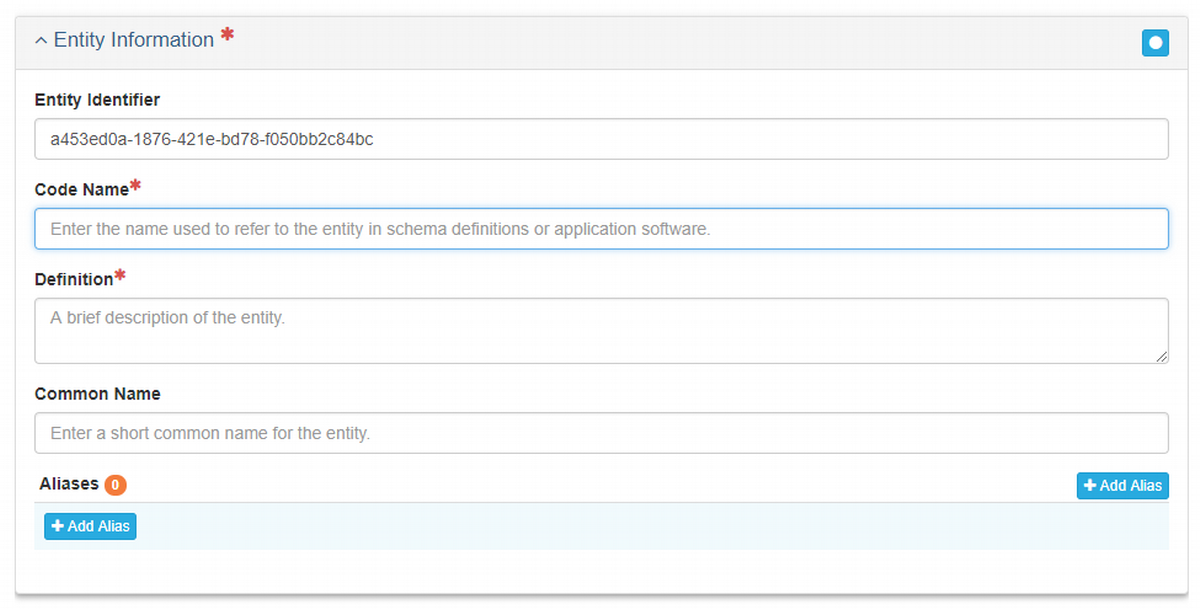 Entity Information *
Entity Identifier
a453ed0a-1876-421e-bd78-f050bb2c84bc
Code Name*
Enter the name used to refer to the entity in schema definitions or application software.
Definition*
A brief description of the entity.
Common Name
Enter a short common name for the entity.
Aliases 0
+ Add Alias
+ Add Alias